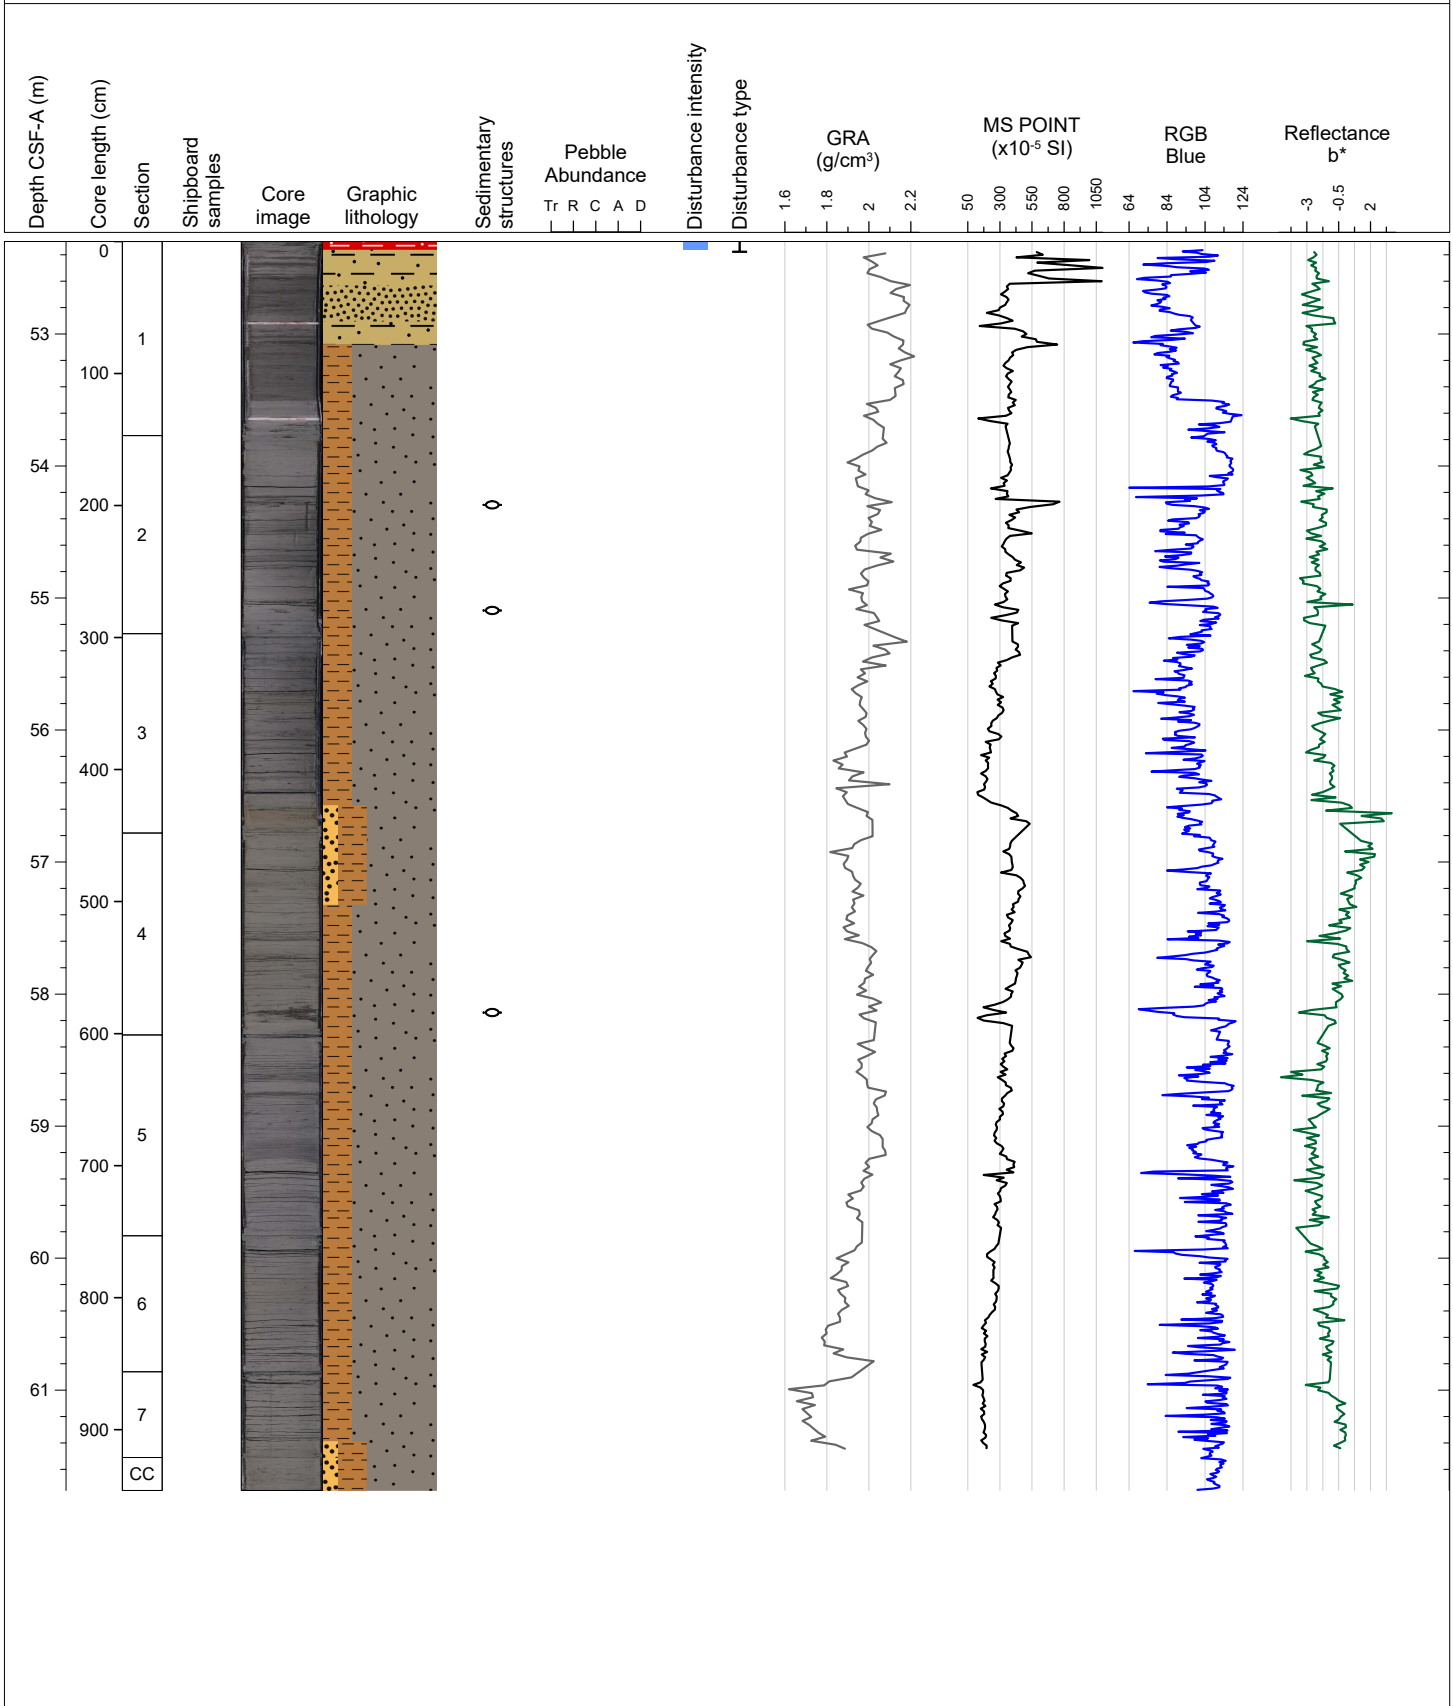 Depth CSF-A (m)
Core length (cm)
Section
Shipboard
samples
Core
image
Graphic
lithology
Sedimentary
structures
Pebble
Abundance
Tr R C A D
Disturbance intensity
Disturbance type
GRA
(g/cm³)
1.6 1.8 2 2.2
MS POINT
(x10⁻⁵ SI)
50 300 550 800 1050
RGB
Blue
64 84 104 124
Reflectance
b*
-3 -0.5 2
53
54
55
56
57
58
59
60
61
0
100
200
300
400
500
600
700
800
900
1
2
3
4
5
6
7
CC